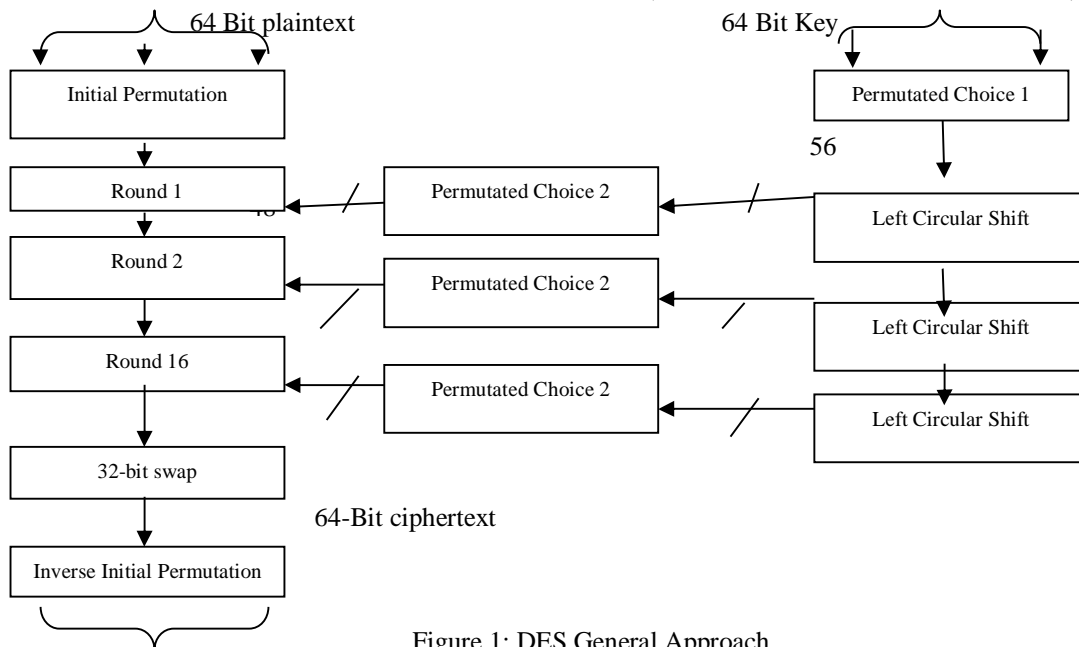 64 Bit plaintext
64 Bit Key
Initial Permutation
Permutated Choice 1
56
Round 1
Permutated Choice 2
Left Circular Shift
48
Round 2
Permutated Choice 2
Left Circular Shift
Round 16
Permutated Choice 2
Left Circular Shift
32-bit swap
64-Bit ciphertext
Inverse Initial Permutation
Figure 1: DES General Approach